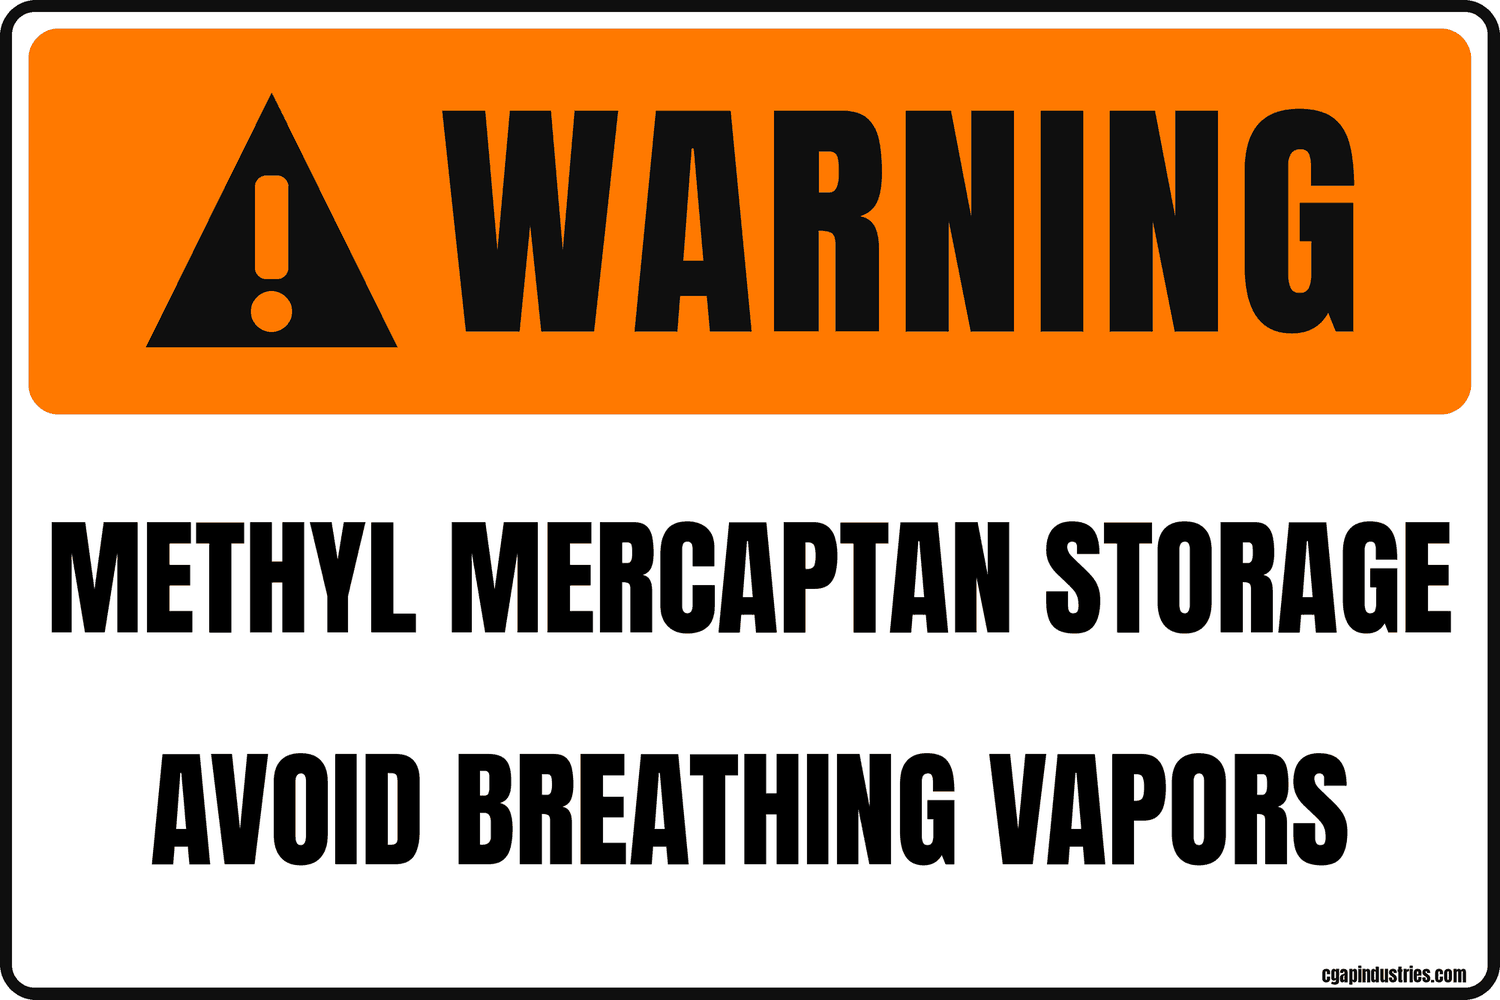 WARNING
METHYL MERCAPTAN STORAGE
AVOID BREATHING VAPORS
cgapindustries.com